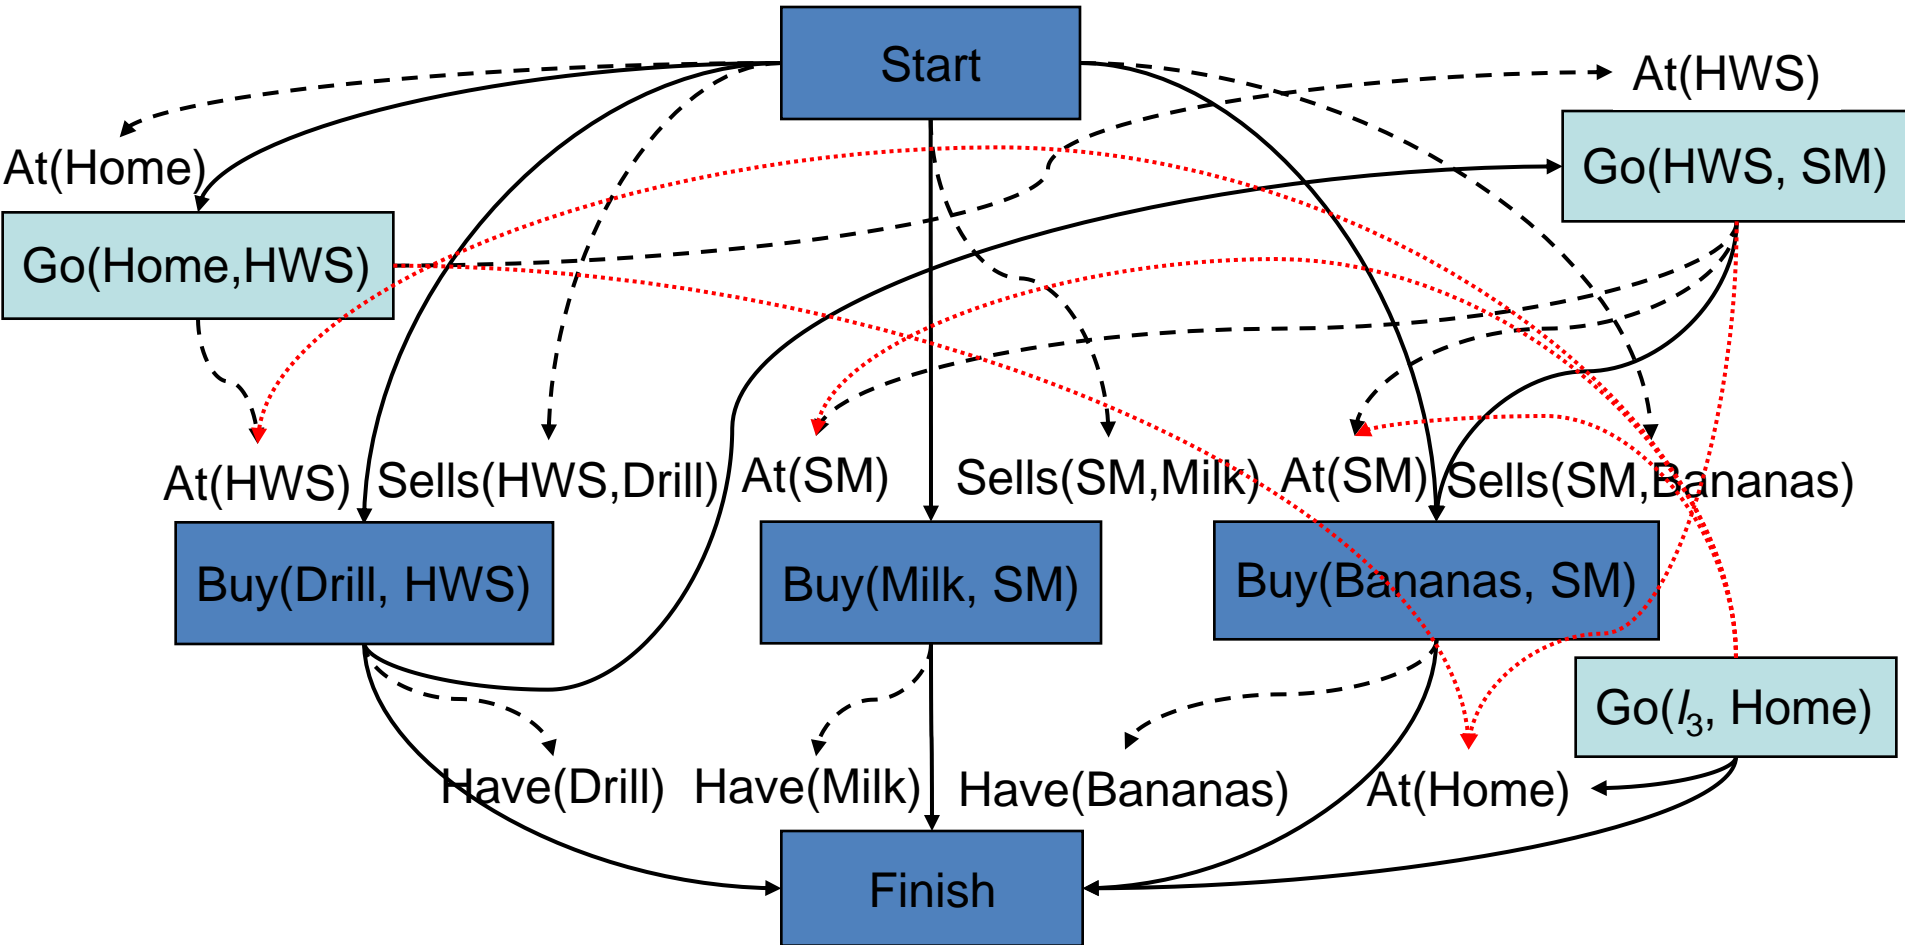 Start
At(HWS)
At(Home)
Go(HWS, SM)
Go(Home,HWS)
At(HWS)
Sells(HWS,Drill)
At(SM)
Sells(SM,Milk)
At(SM)
Sells(SM,Bananas)
Buy(Drill, HWS)
Buy(Milk, SM)
Buy(Bananas, SM)
Go(l₃, Home)
Have(Drill)
Have(Milk)
Have(Bananas)
At(Home)
Finish